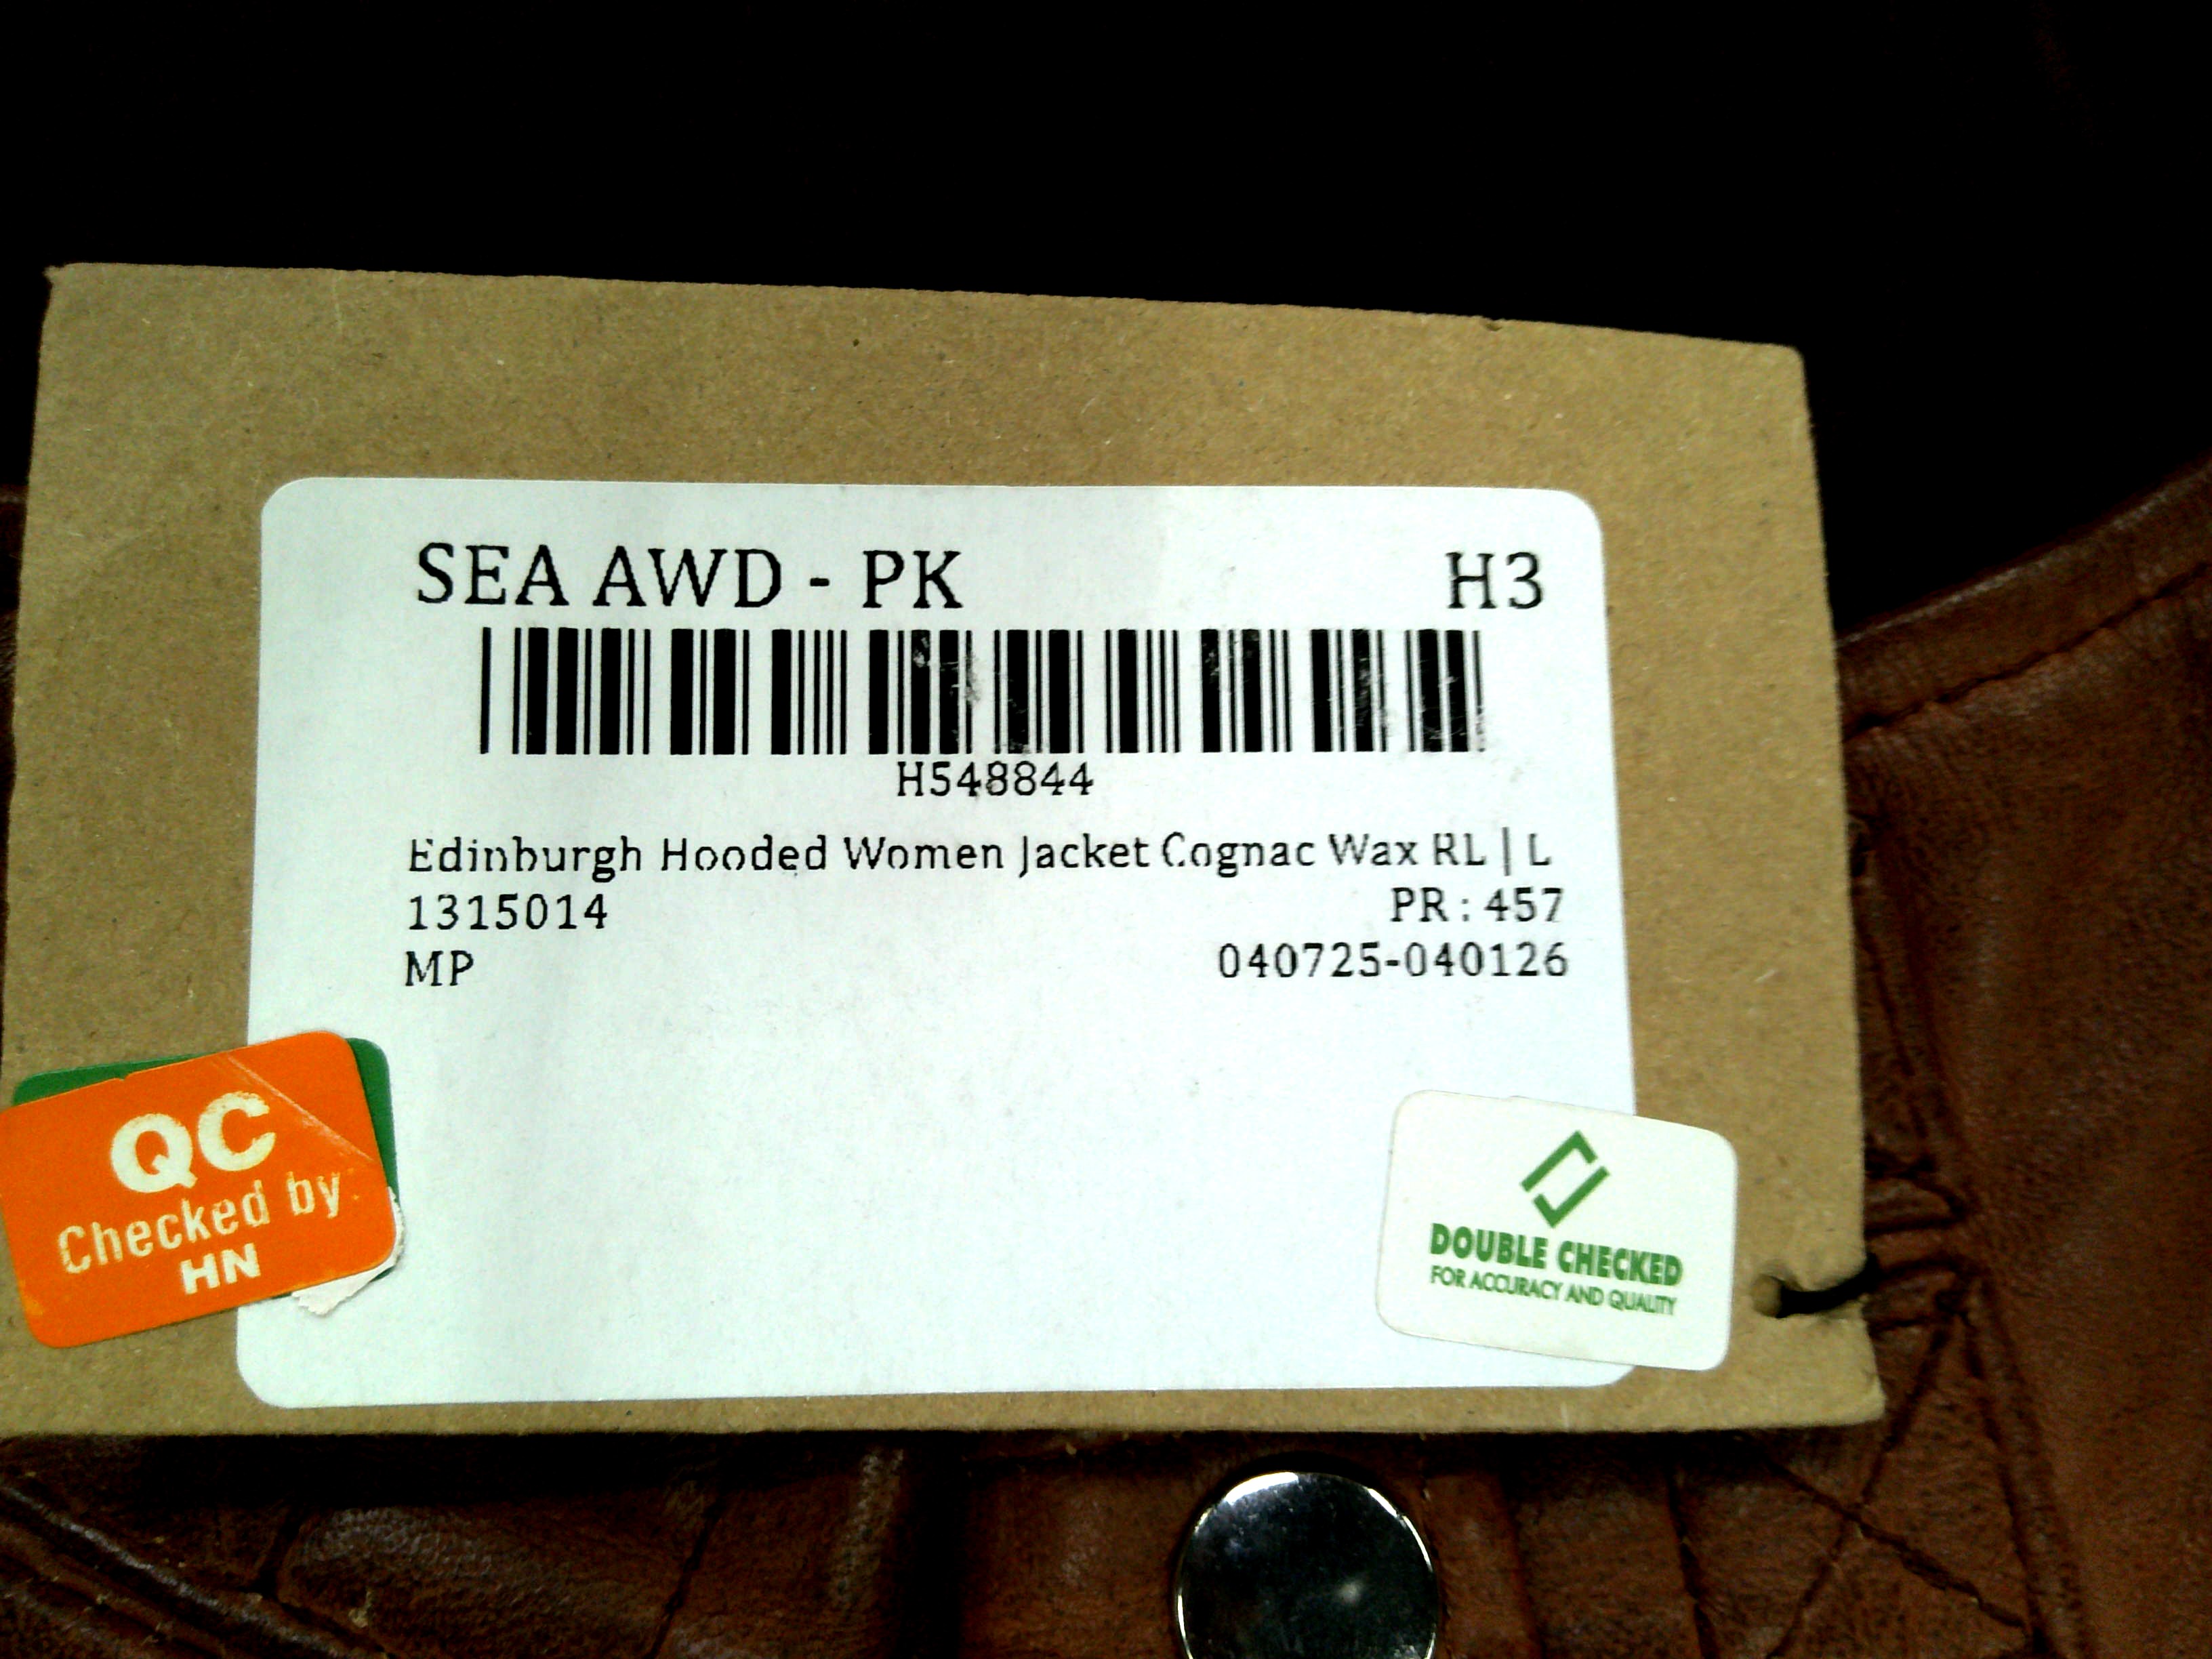 SEA AWD - PK H3
H548844
Edinburgh Hooded Women Jacket Cognac Wax RL | L
1315014 PR : 457
MP 040725-040126
QC
Checked by
HN
DOUBLE CHECKED
FOR ACCURACY AND QUALITY